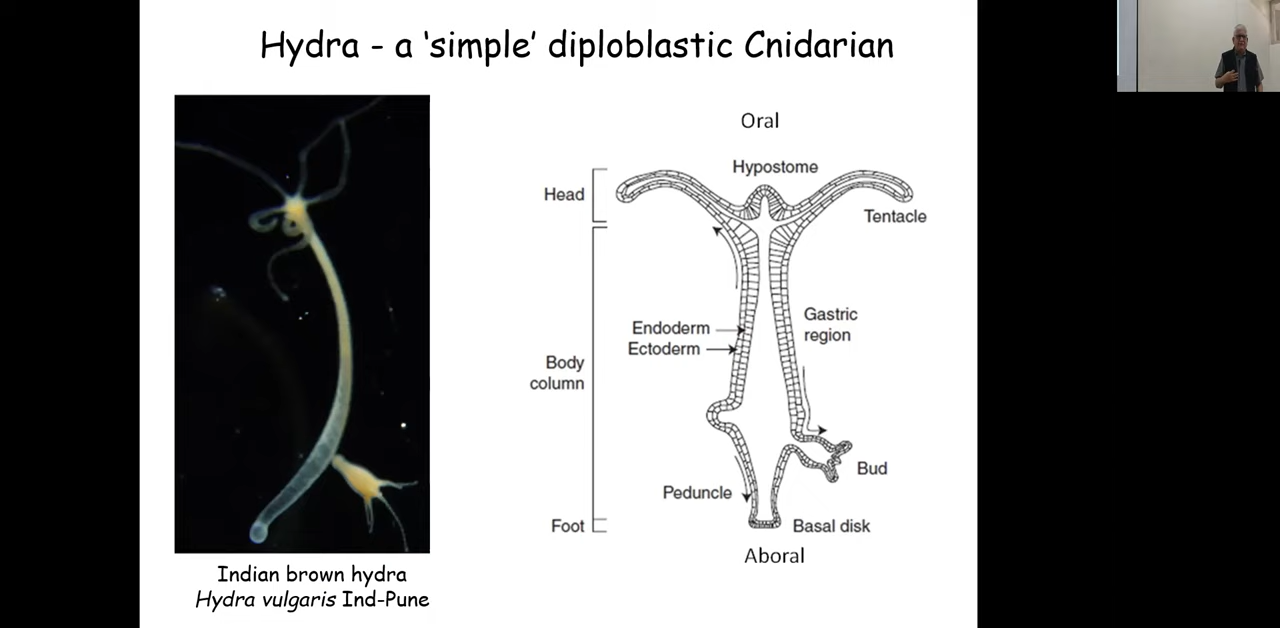 Hydra - a ‘simple’ diploblastic Cnidarian
Oral
Hypostome
Head
Tentacle
Endoderm
Ectoderm
Gastric
region
Body
column
Bud
Peduncle
Foot
Basal disk
Aboral
Indian brown hydra
Hydra vulgaris Ind-Pune